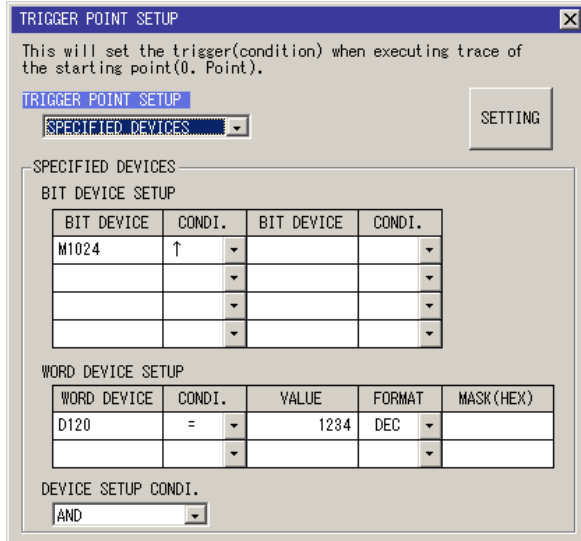 TRIGGER POINT SETUP
This will set the trigger(condition) when executing trace of
the starting point(0. Point).
TRIGGER POINT SETUP
SPECIFIED DEVICES
SETTING
SPECIFIED DEVICES
BIT DEVICE SETUP
BIT DEVICE CONDI. BIT DEVICE CONDI.
M1024 ↑
WORD DEVICE SETUP
WORD DEVICE CONDI. VALUE FORMAT MASK(HEX)
D120 = 1234 DEC
DEVICE SETUP CONDI.
AND